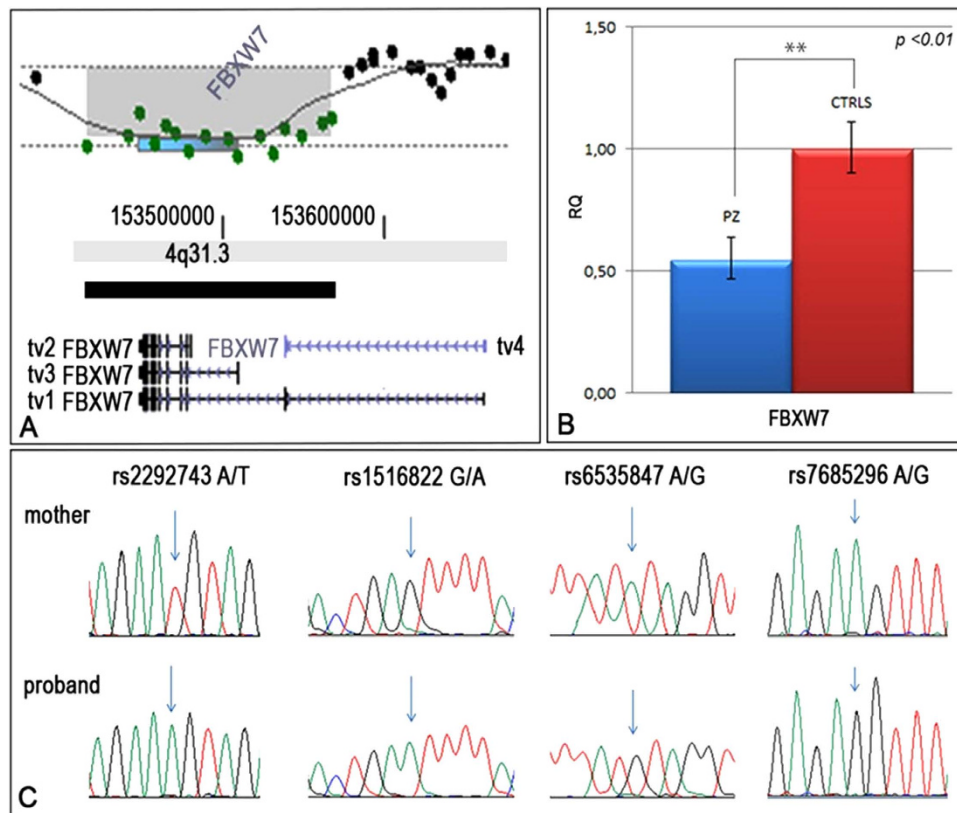 FBXW7
153500000 153600000
4q31.3
tv2 FBXW7 FBXW7 tv4
tv3 FBXW7
tv1 FBXW7
A
1,50
p <0.01
**
CTRLS
1,00
RQ
PZ
0,50
0,00
FBXW7
B
rs2292743 A/T rs1516822 G/A rs6535847 A/G rs7685296 A/G
mother
proband
C